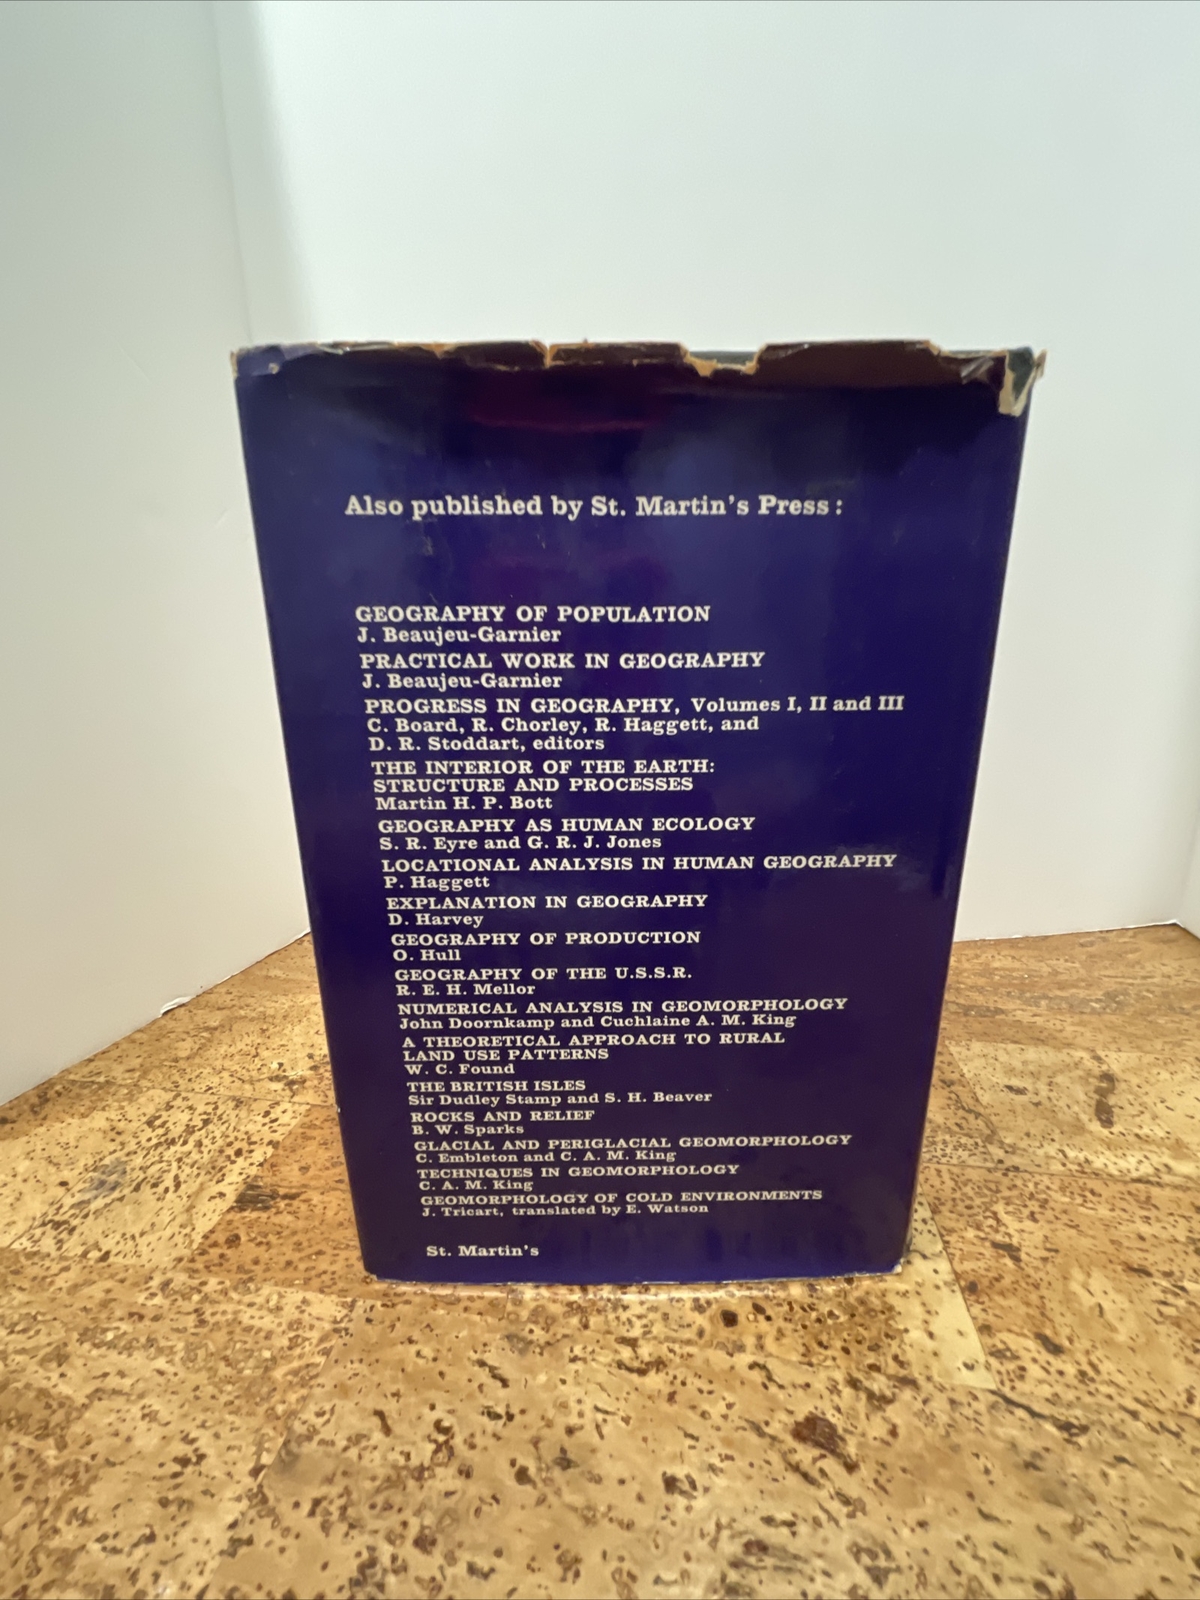 Also published by St. Martin's Press :
GEOGRAPHY OF POPULATION
J. Beaujeu-Garnier
PRACTICAL WORK IN GEOGRAPHY
J. Beaujeu-Garnier
PROGRESS IN GEOGRAPHY, Volumes I, II and III
C. Board, R. Chorley, R. Haggett, and
D. R. Stoddart, editors
THE INTERIOR OF THE EARTH:
STRUCTURE AND PROCESSES
Martin H. P. Bott
GEOGRAPHY AS HUMAN ECOLOGY
S. R. Eyre and G. R. J. Jones
LOCATIONAL ANALYSIS IN HUMAN GEOGRAPHY
P. Haggett
EXPLANATION IN GEOGRAPHY
D. Harvey
GEOGRAPHY OF PRODUCTION
O. Hull
GEOGRAPHY OF THE U.S.S.R.
R. E. H. Mellor
NUMERICAL ANALYSIS IN GEOMORPHOLOGY
John Doornkamp and Cuchlaine A. M. King
A THEORETICAL APPROACH TO RURAL
LAND USE PATTERNS
W. C. Found
THE BRITISH ISLES
Sir Dudley Stamp and S. H. Beaver
ROCKS AND RELIEF
B. W. Sparks
GLACIAL AND PERIGLACIAL GEOMORPHOLOGY
C. Embleton and C. A. M. King
TECHNIQUES IN GEOMORPHOLOGY
C. A. M. King
GEOMORPHOLOGY OF COLD ENVIRONMENTS
J. Tricart, translated by E. Watson
St. Martin's